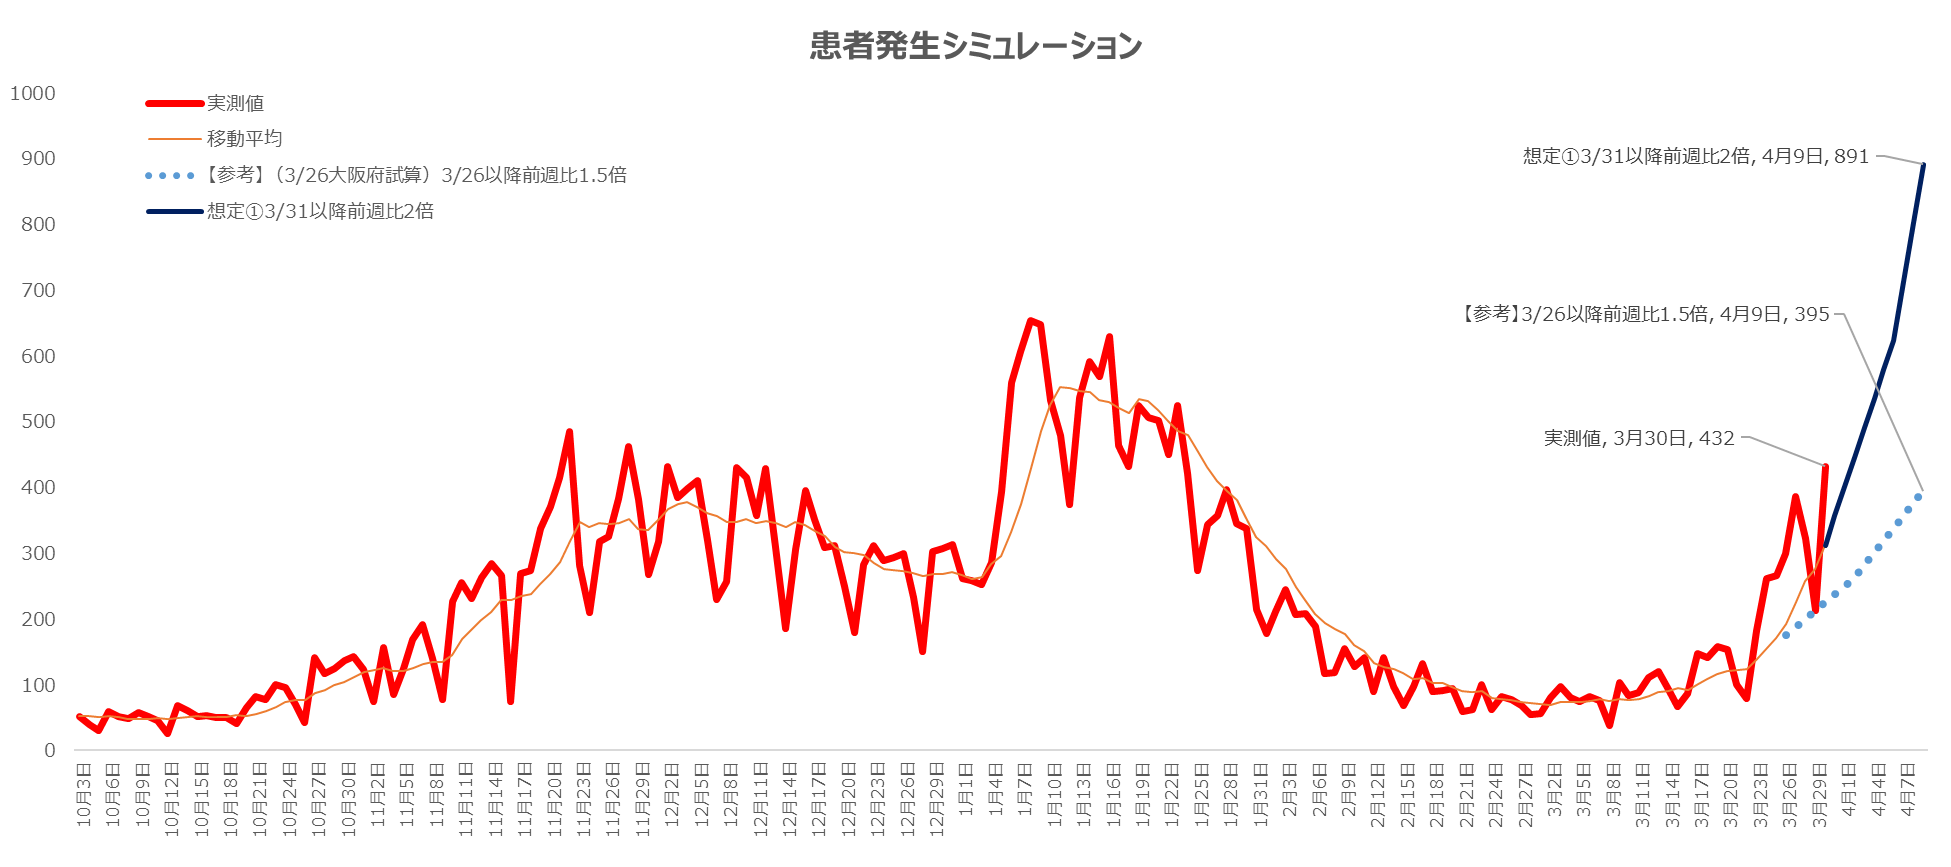 患者発生シミュレーション
1000
900
800
700
600
500
400
300
200
100
0
実測値
移動平均
【参考】（3/26大阪府試算）3/26以降前週比1.5倍
想定①3/31以降前週比2倍
想定①3/31以降前週比2倍, 4月9日, 891
【参考】3/26以降前週比1.5倍, 4月9日, 395
実測値, 3月30日, 432
10月3日
10月6日
10月9日
10月12日
10月15日
10月18日
10月21日
10月24日
10月27日
10月30日
11月2日
11月5日
11月8日
11月11日
11月14日
11月17日
11月20日
11月23日
11月26日
11月29日
12月2日
12月5日
12月8日
12月11日
12月14日
12月17日
12月20日
12月23日
12月26日
12月29日
1月1日
1月4日
1月7日
1月10日
1月13日
1月16日
1月19日
1月22日
1月25日
1月28日
1月31日
2月3日
2月6日
2月9日
2月12日
2月15日
2月18日
2月21日
2月24日
2月27日
3月2日
3月5日
3月8日
3月11日
3月14日
3月17日
3月20日
3月23日
3月26日
3月29日
4月1日
4月4日
4月7日